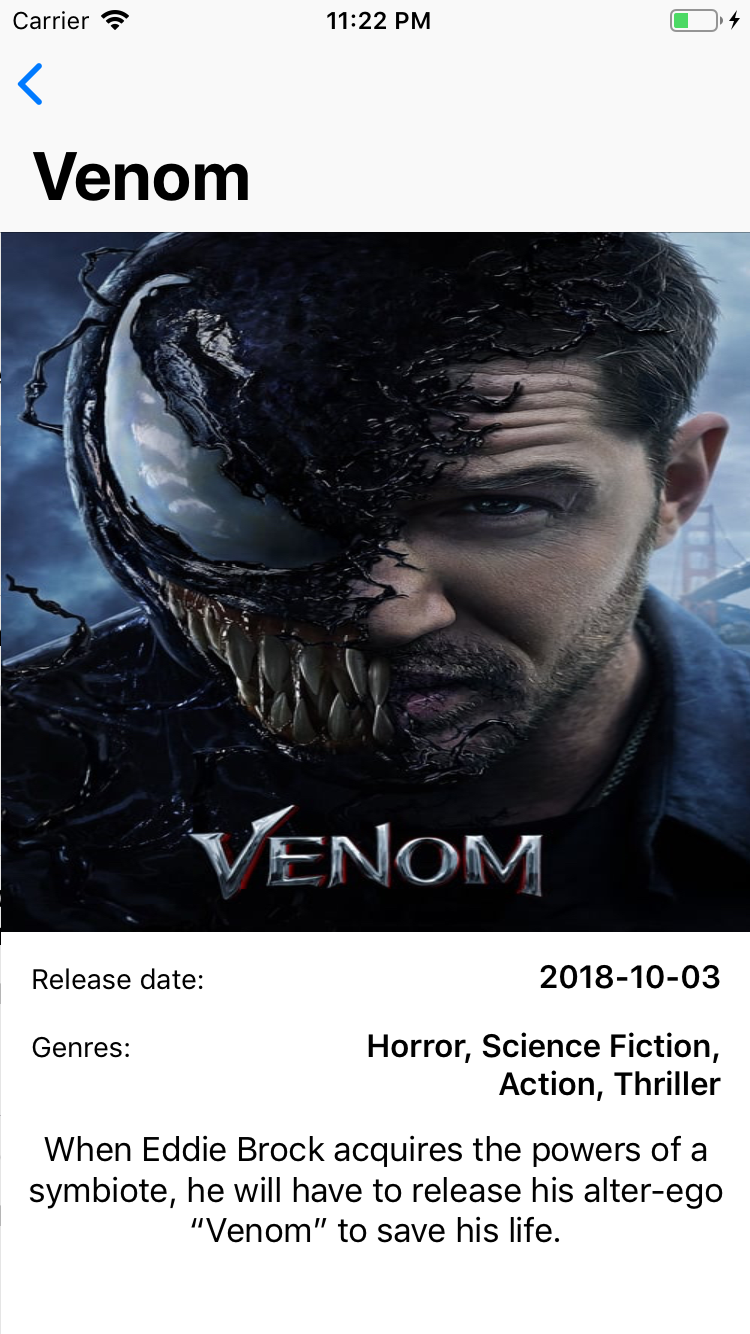 Carrier 11:22 PM
Venom
VENOM
Release date: 2018-10-03
Genres: Horror, Science Fiction,
Action, Thriller
When Eddie Brock acquires the powers of a
symbiote, he will have to release his alter-ego
“Venom” to save his life.